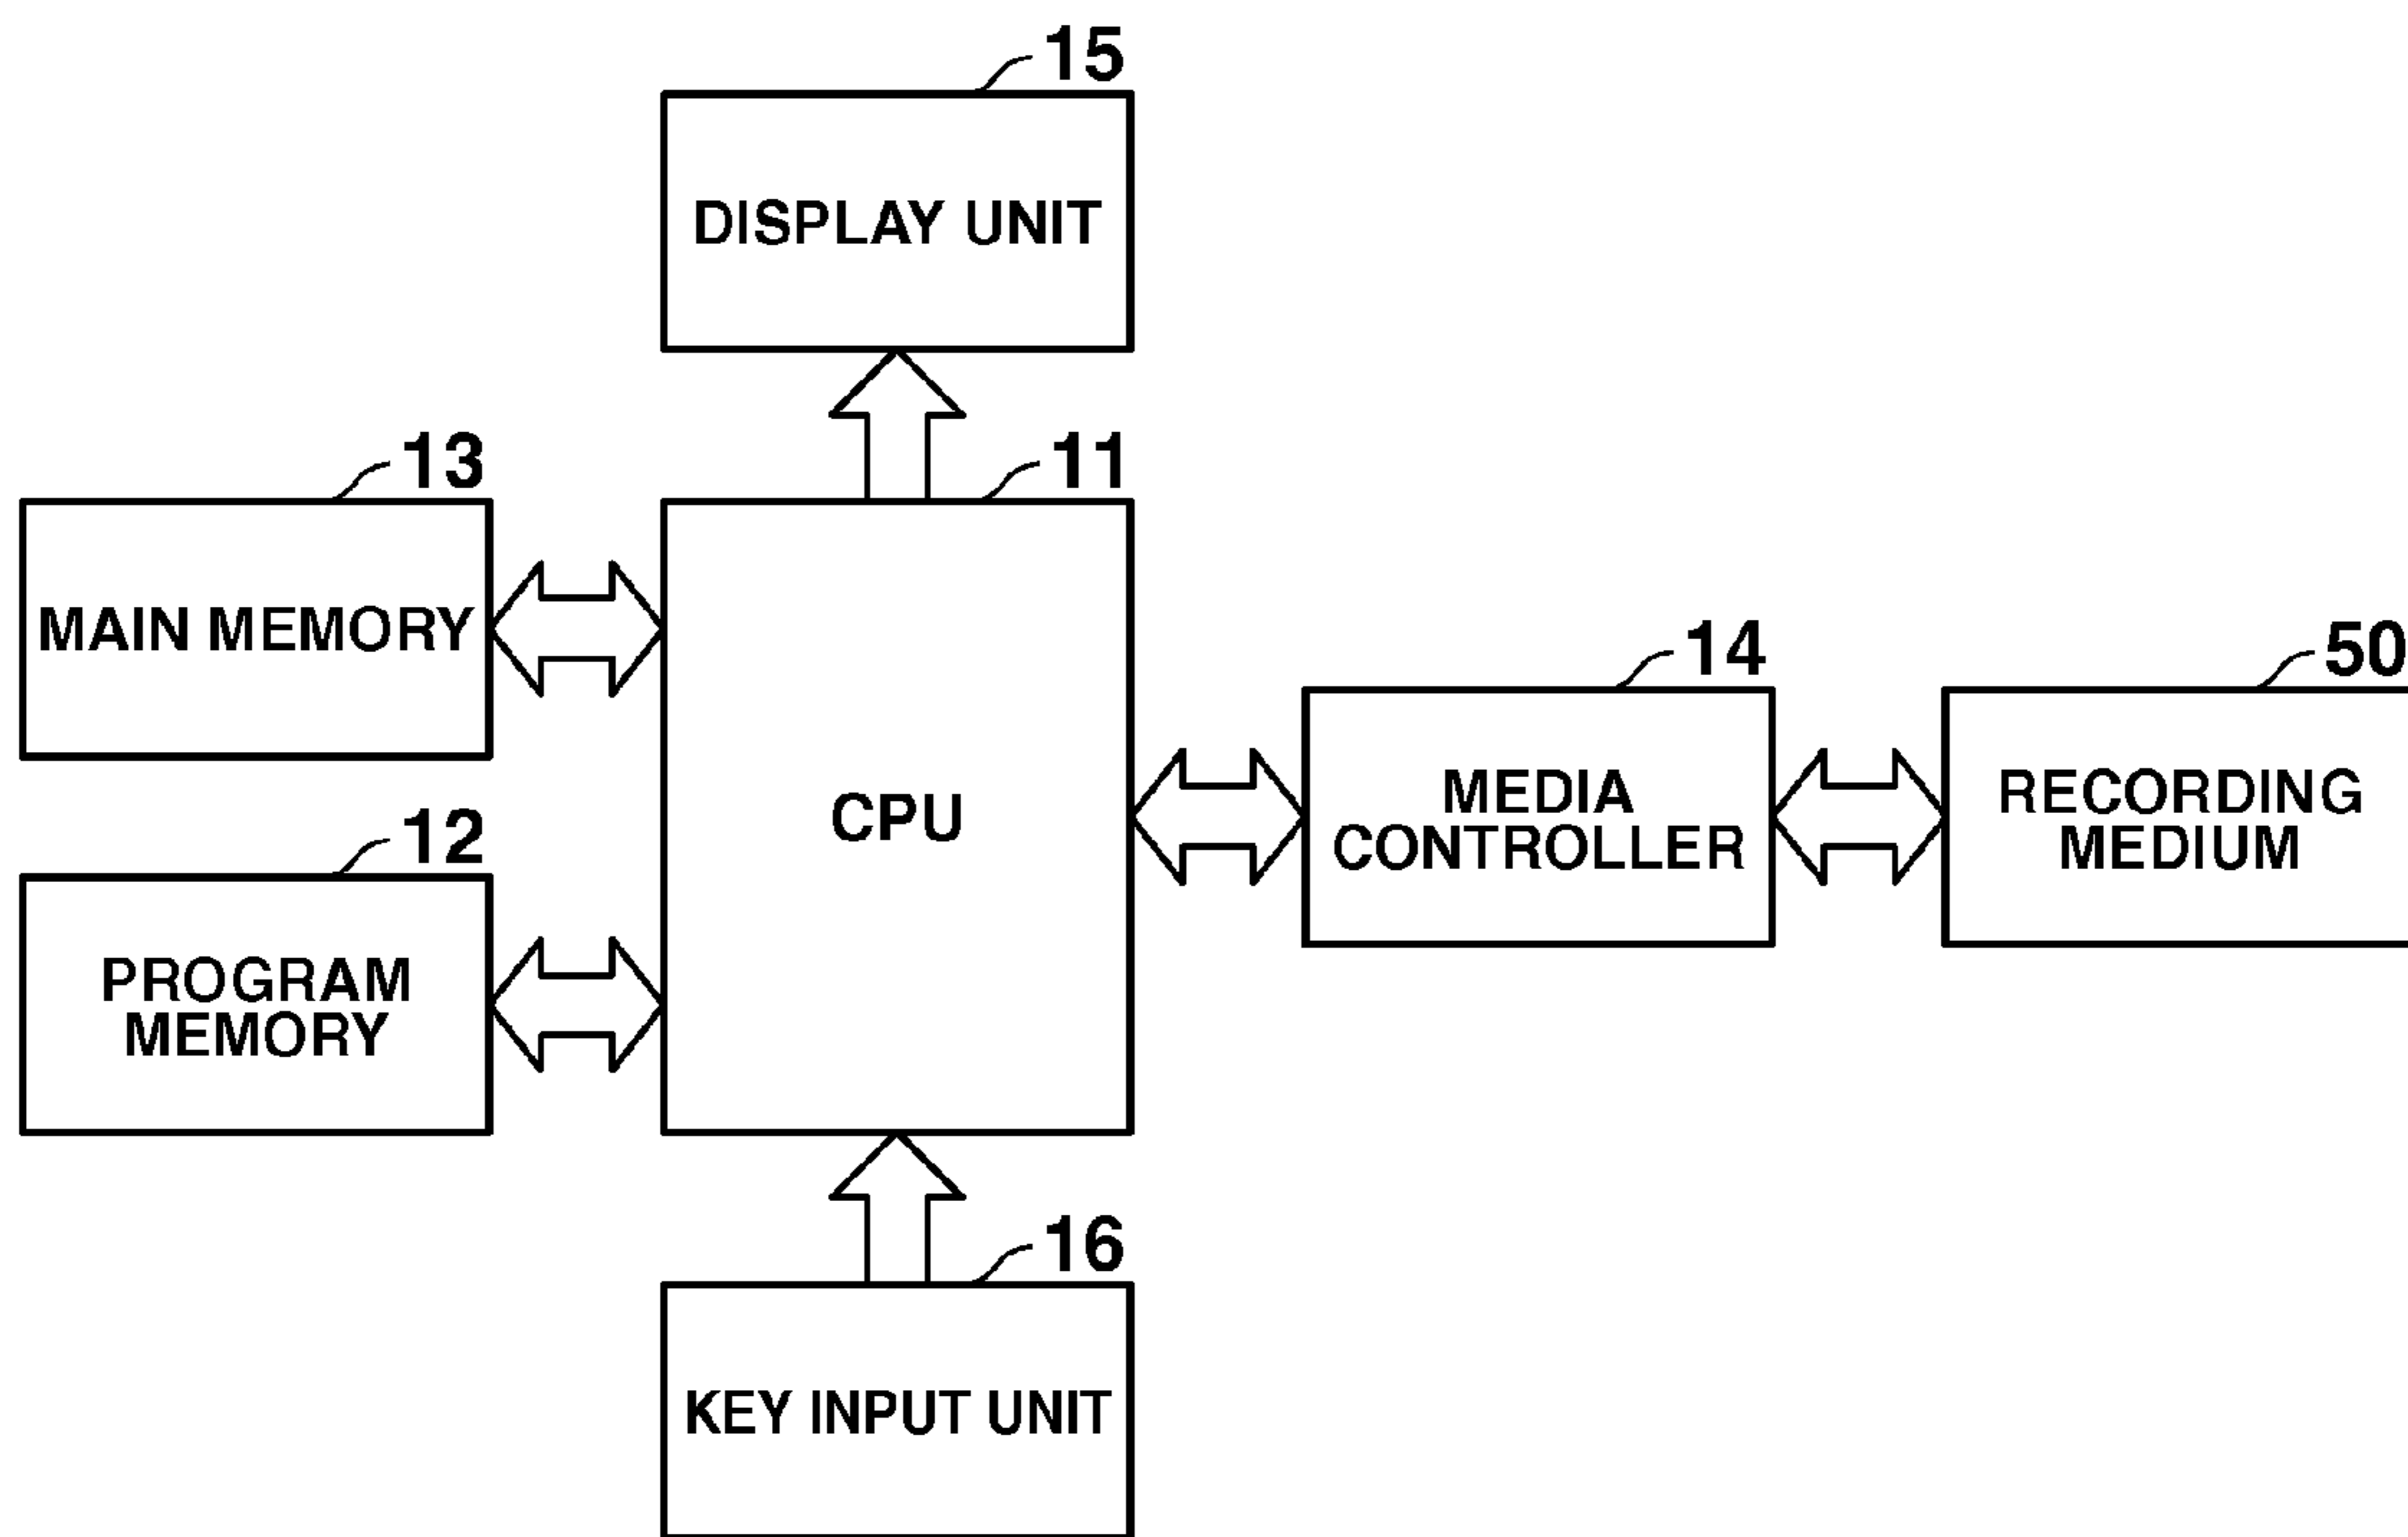 15
DISPLAY UNIT
13
11
MAIN MEMORY
14
50
CPU
MEDIA
CONTROLLER
RECORDING
MEDIUM
12
PROGRAM
MEMORY
16
KEY INPUT UNIT